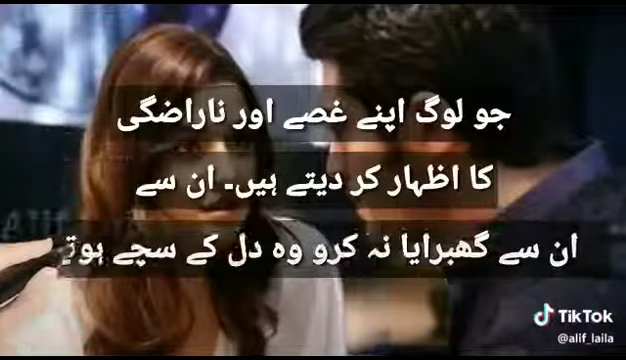 جو لوگ اپنے غصے اور ناراضگی
کا اظہار کر دیتے ہیں۔ ان سے
ان سے گھبرایا نہ کرو وہ دل کے سچے ہوتے
TikTok
@alif_laila